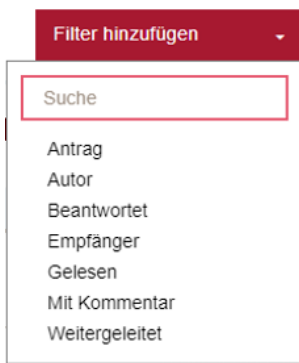 Filter hinzufügen
Suche
Antrag
Autor
Beantwortet
Empfänger
Gelesen
Mit Kommentar
Weitergeleitet